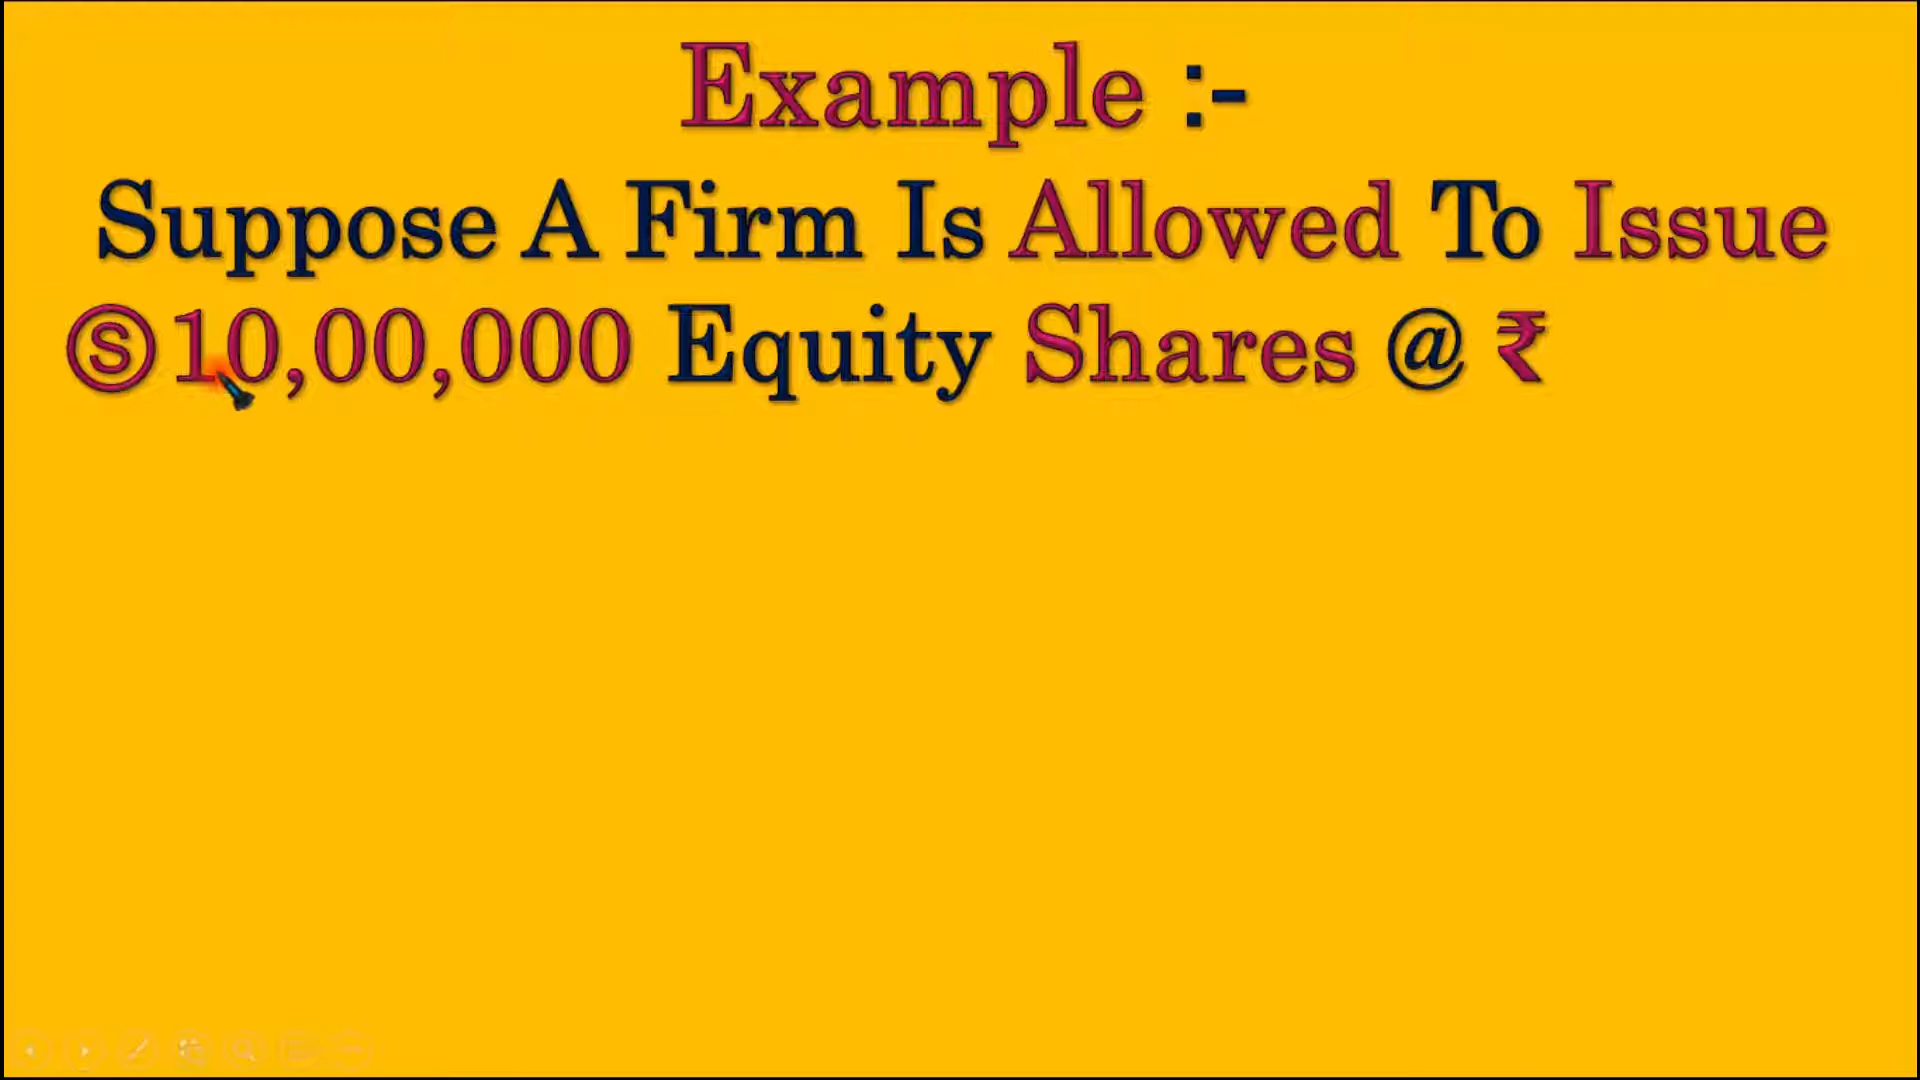 Example :-
Suppose A Firm Is Allowed To Issue
Ⓢ10,00,000 Equity Shares @ ₹